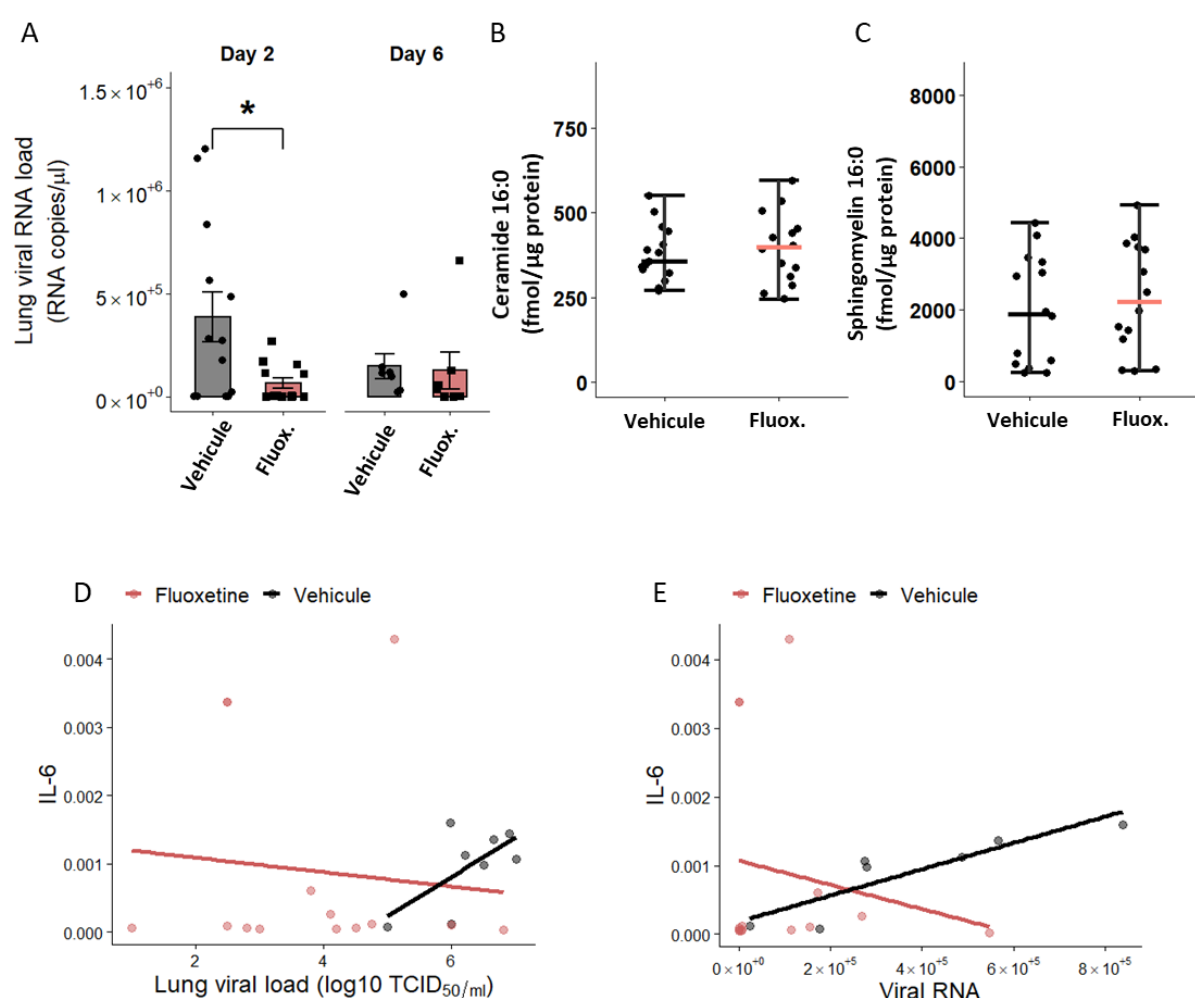 A
Day 2
Day 6
Lung viral RNA load
(RNA copies/µl)
1.5 × 10⁺⁶
1 × 10⁺⁶
5 × 10⁺⁵
0 × 10⁺⁰
*
Vehicule
Fluox.
Vehicule
Fluox.
B
Ceramide 16:0
(fmol/µg protein)
750
500
250
0
Vehicule
Fluox.
C
Sphingomyelin 16:0
(fmol/µg protein)
8000
6000
4000
2000
0
Vehicule
Fluox.
D
Fluoxetine
Vehicule
IL-6
0.004
0.003
0.002
0.001
0.000
2
4
6
Lung viral load (log10 TCID₅₀/ml)
E
Fluoxetine
Vehicule
IL-6
0.004
0.003
0.002
0.001
0.000
0 × 10⁺⁰
2 × 10⁺⁵
4 × 10⁺⁵
6 × 10⁺⁵
8 × 10⁺⁵
Viral RNA